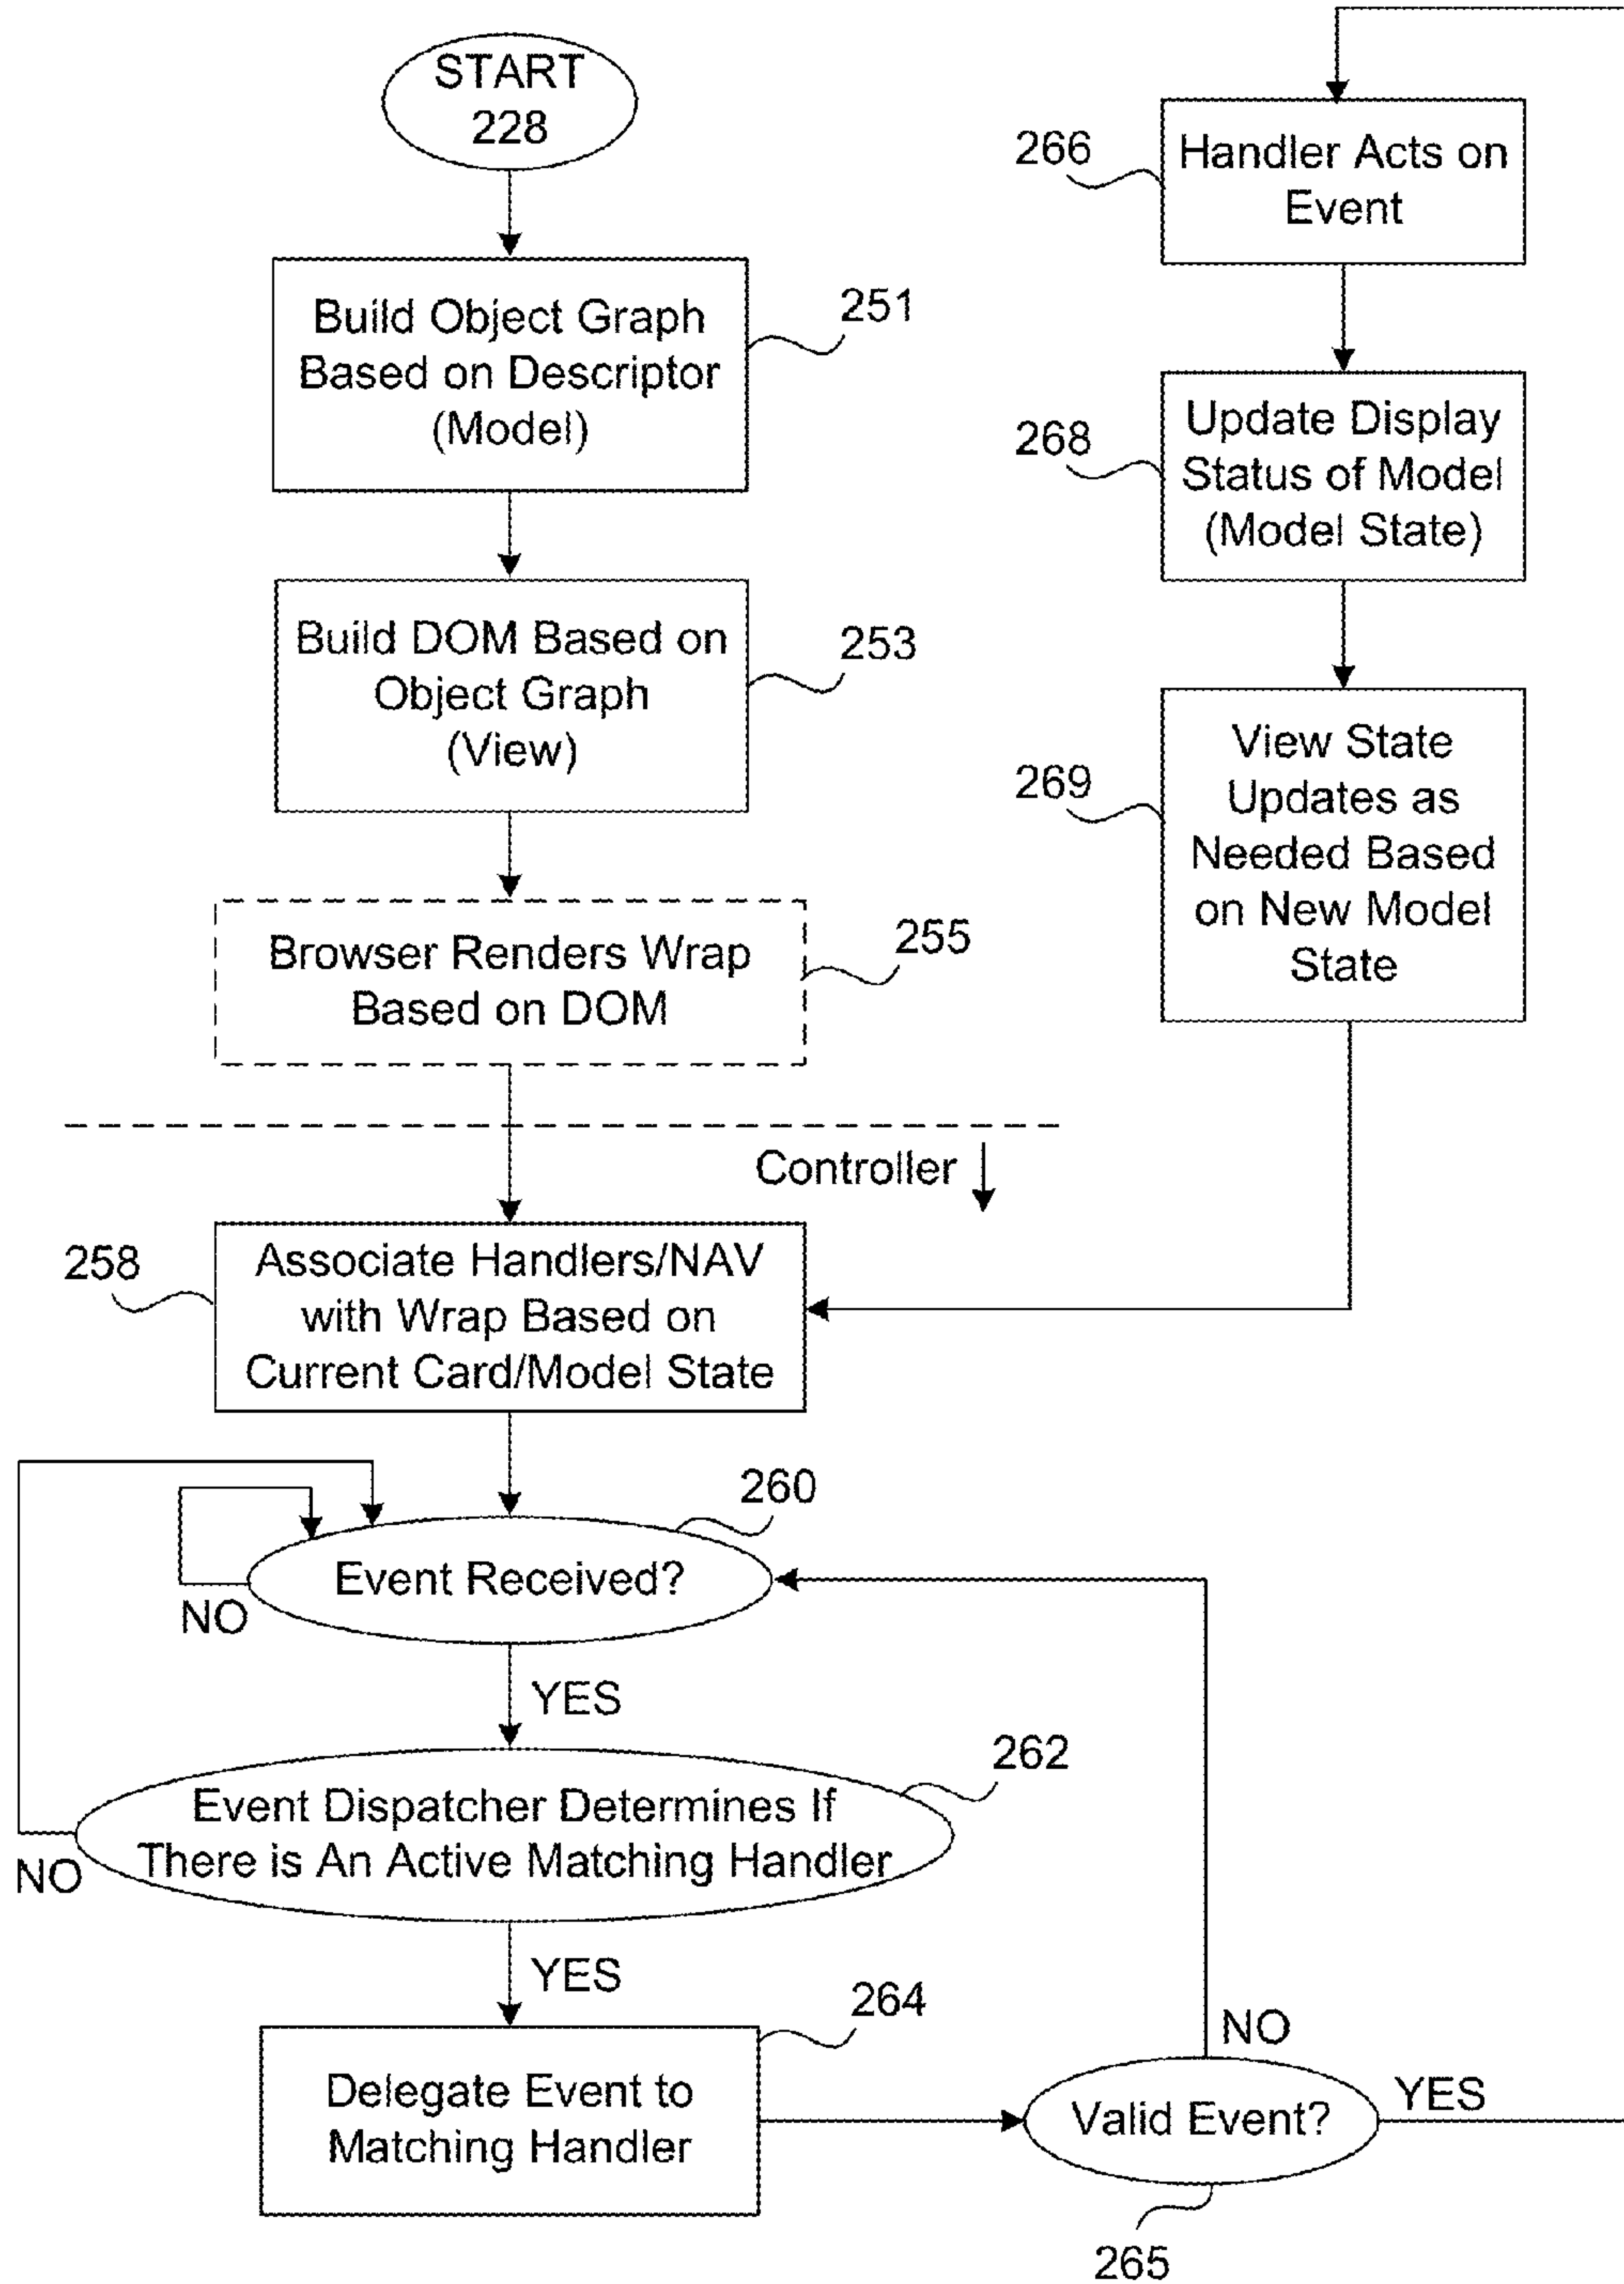 START
228
Build Object Graph
Based on Descriptor
(Model)
251
Build DOM Based on
Object Graph
(View)
253
Browser Renders Wrap
Based on DOM
255
Controller
258
Associate Handlers/NAV
with Wrap Based on
Current Card/Model State
260
Event Received?
NO
YES
262
Event Dispatcher Determines If
There is An Active Matching Handler
NO
YES
264
Delegate Event to
Matching Handler
NO
Valid Event?
YES
265
266
Handler Acts on
Event
268
Update Display
Status of Model
(Model State)
269
View State
Updates as
Needed Based
on New Model
State